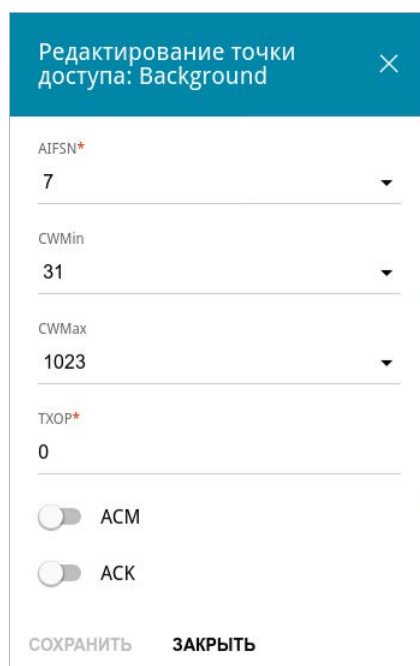 Редактирование точки
доступа: Background
AIFSN*
7
CWMin
31
CWMax
1023
TXOP*
0
ACM
ACK
СОХРАНИТЬ ЗАКРЫТЬ